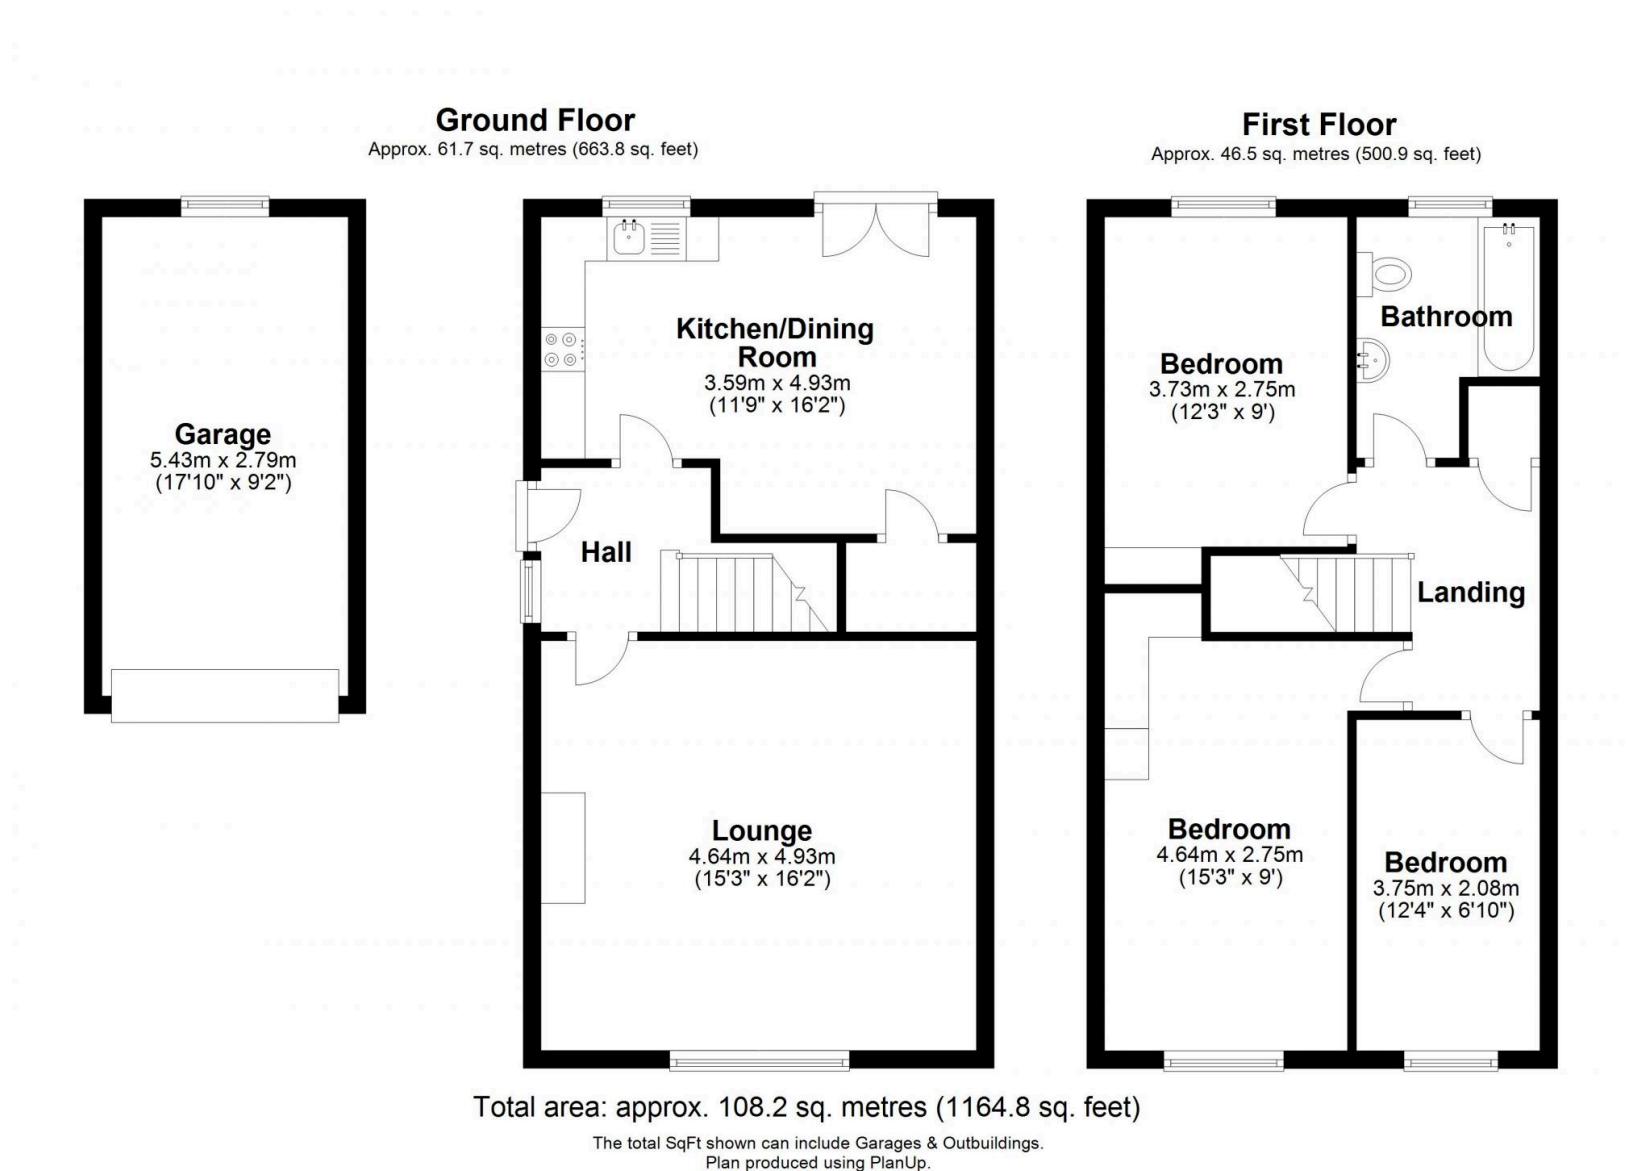 Ground Floor
Approx. 61.7 sq. metres (663.8 sq. feet)
First Floor
Approx. 46.5 sq. metres (500.9 sq. feet)
Garage
5.43m x 2.79m
(17'10" x 9'2")
Kitchen/Dining
Room
3.59m x 4.93m
(11'9" x 16'2")
Hall
Lounge
4.64m x 4.93m
(15'3" x 16'2")
Bedroom
3.73m x 2.75m
(12'3" x 9')
Bathroom
Landing
Bedroom
4.64m x 2.75m
(15'3" x 9')
Bedroom
3.75m x 2.08m
(12'4" x 6'10")
Total area: approx. 108.2 sq. metres (1164.8 sq. feet)
The total SqFt shown can include Garages & Outbuildings.
Plan produced using PlanUp.